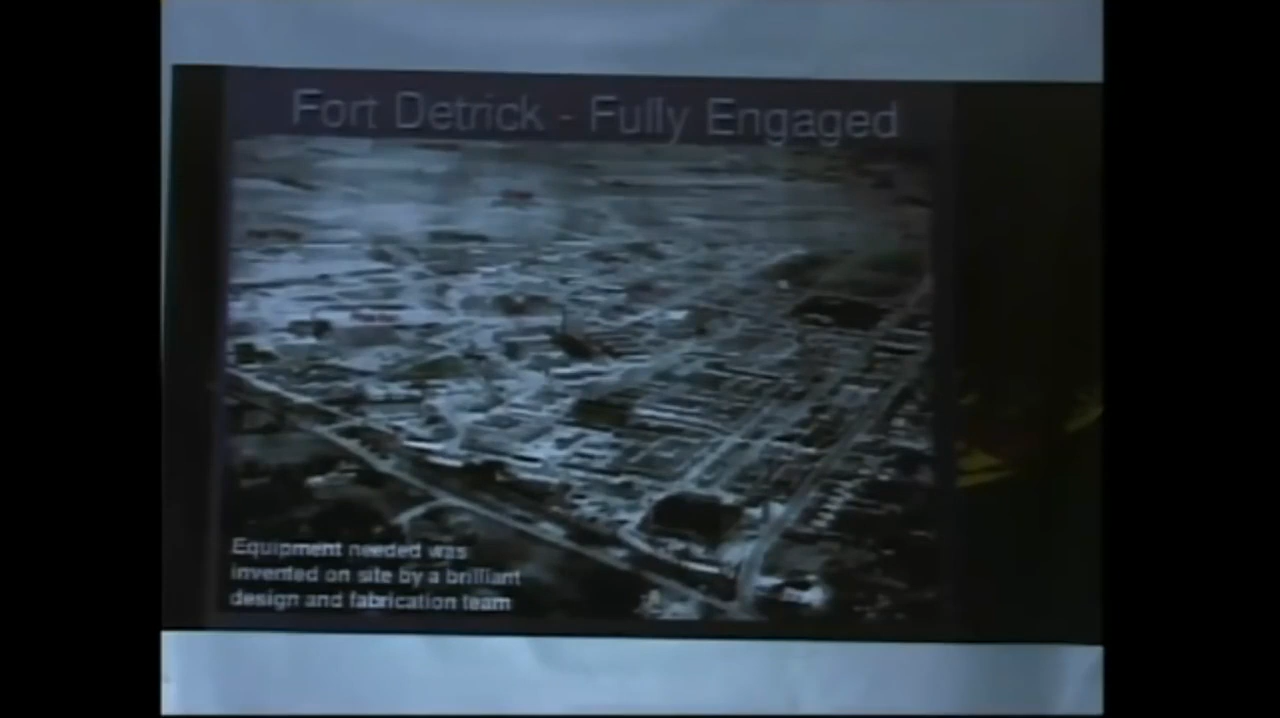 Fort Detrick - Fully Engaged
Equipment needed was
invented on site by a brilliant
design and fabrication team